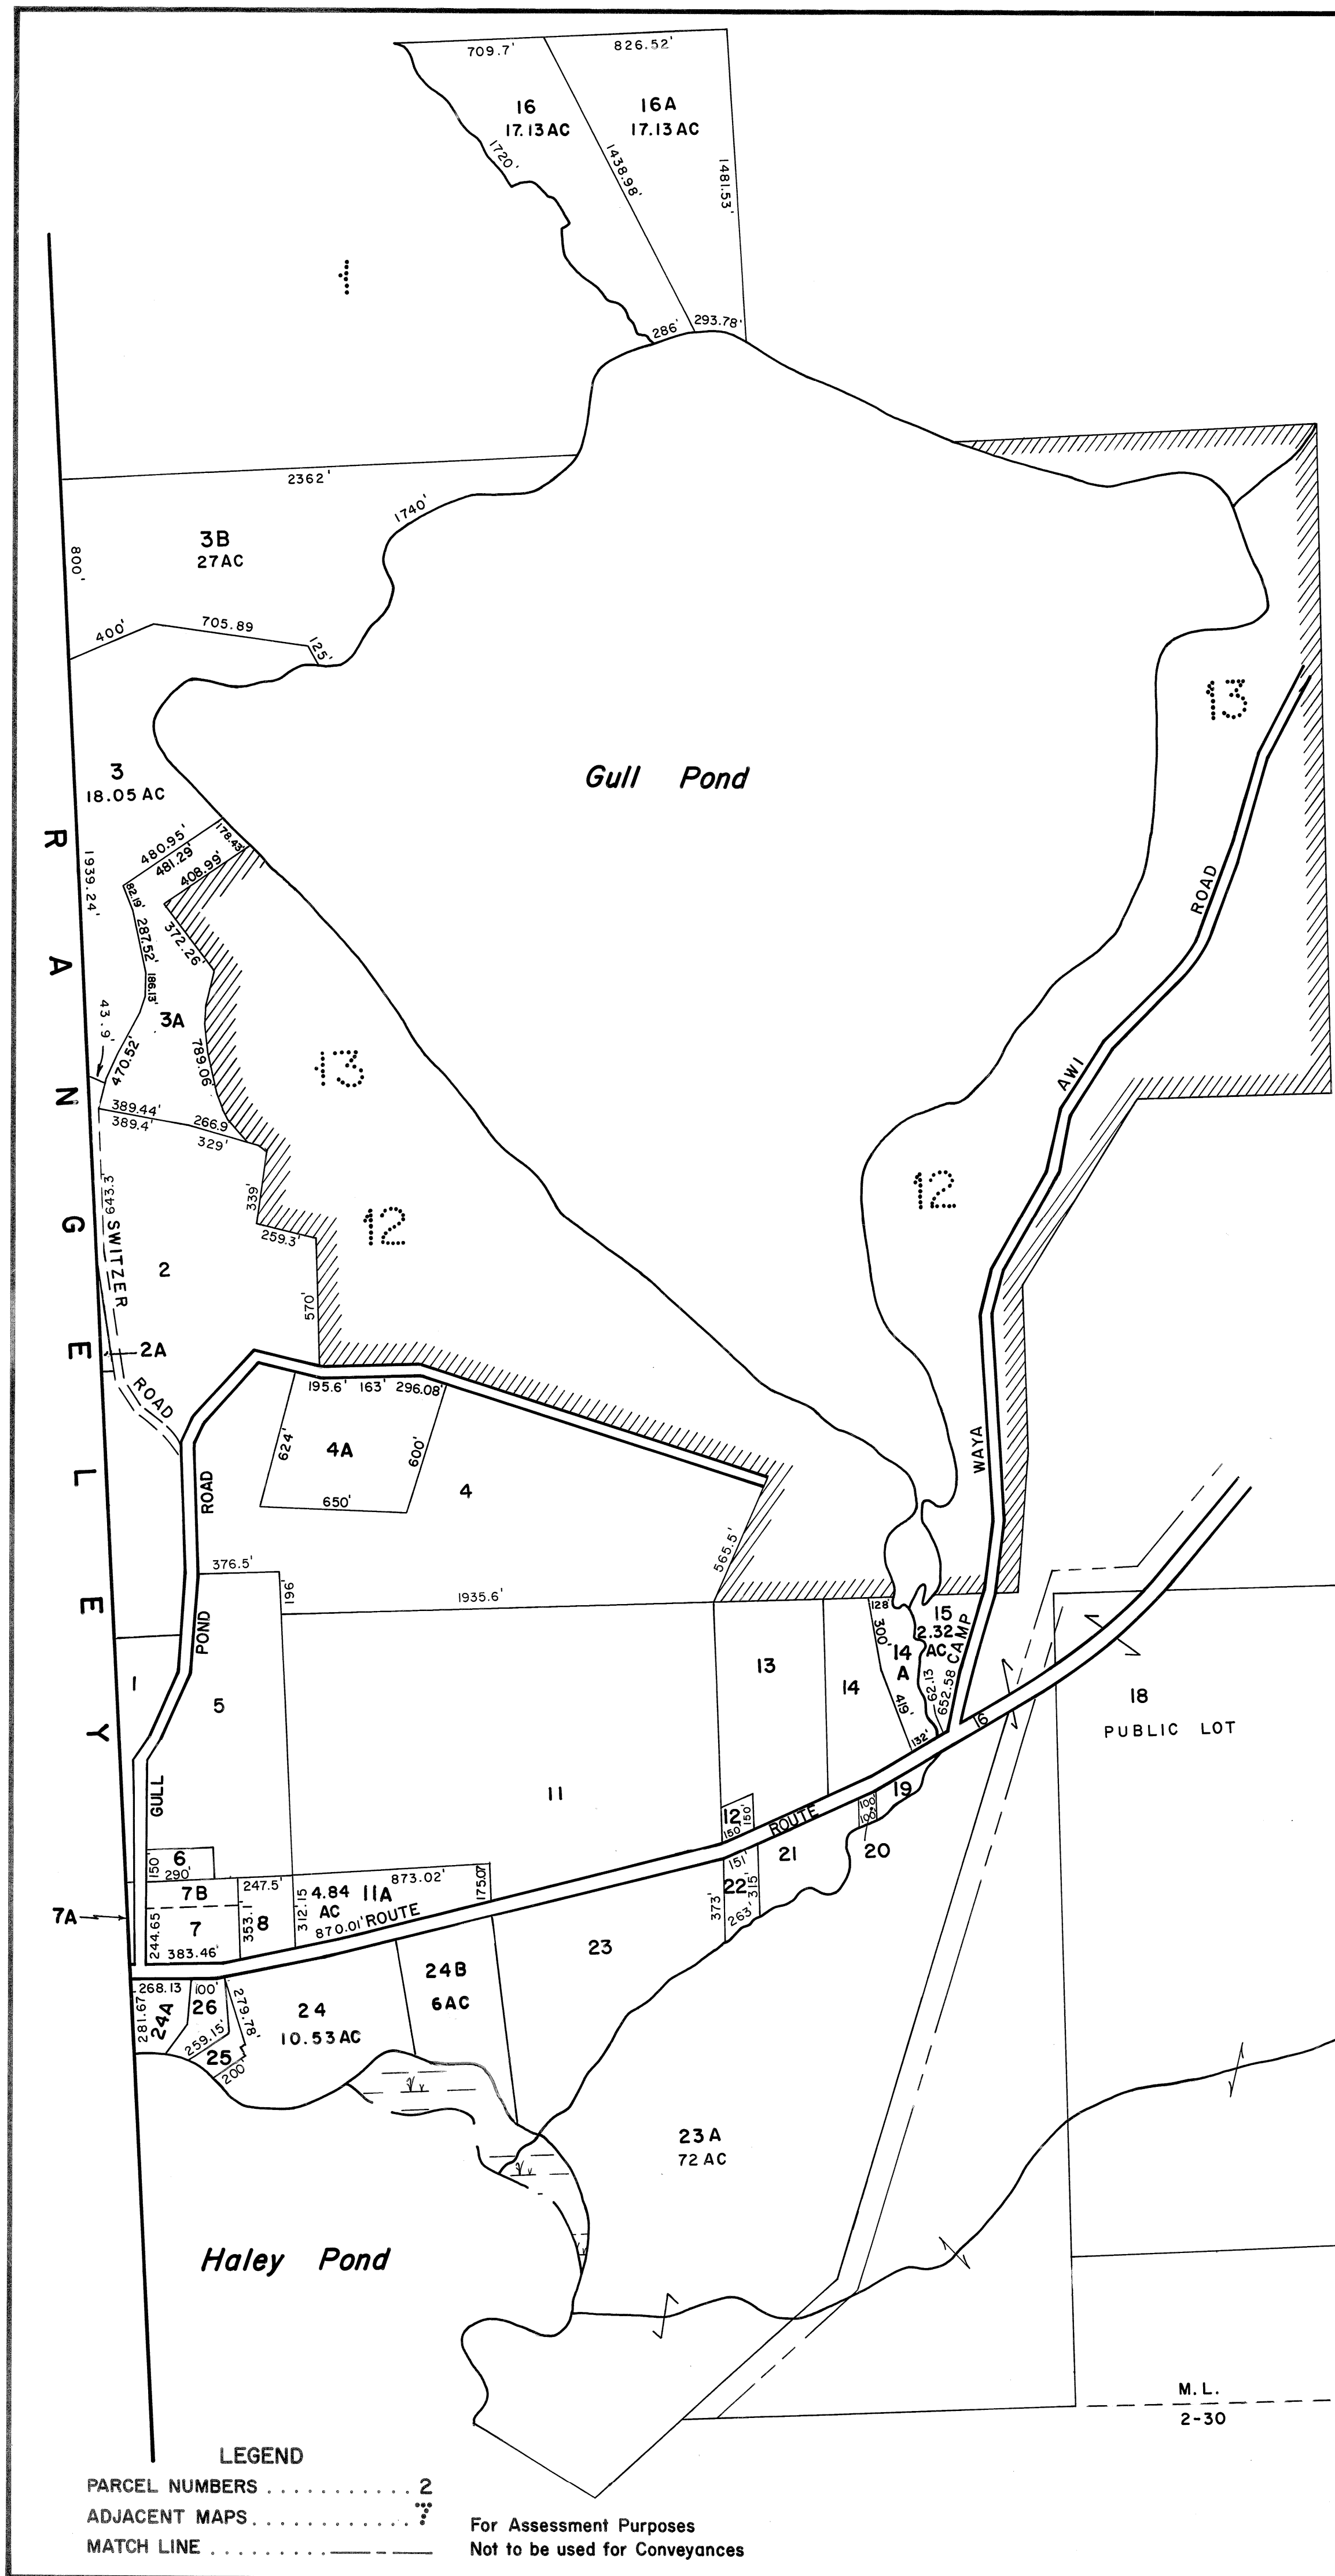 709.7'
826.52'
16
17.13 AC
16A
17.13 AC
1720'
1438.98'
1481.53'
1
286'
293.78'
2362'
1740'
3B
27 AC
800'
400'
705.89
125'
13
3
18.05 AC
Gull Pond
RANGELEY
480.95'
178.43'
481.29'
408.99'
1939.24'
82.19'
287.52'
372.26'
186.13'
3A
43.9'
470.52'
789.06'
13
389.44'
389.4'
266.9
329'
AWI ROAD
339'
259.3'
12
12
643.3'
SWITZER
2
570'
2A
ROAD
195.6'
163'
296.08'
624'
4A
600'
650'
4
WAYA
ROAD
565.5'
376.5'
196'
1935.6'
128'
15
2.32
AC
300'
14
A
CAMP
POND
13
14
419'
62.13
652.58
132'
16
18
PUBLIC LOT
1
5
GULL
11
12
150'
150'
ROUTE
19
100'
100'
20
21
151'
22
315'
373'
263'
6
150'
290'
7B
247.5'
4.84
AC
11A
873.02'
175.07
7A
7
8
244.65
353.1
312.15
870.01'
ROUTE
383.46'
23
268.13
100'
281.67
24A
26
279.78'
259.15'
25
200'
24
10.53 AC
24B
6AC
23A
72 AC
Haley Pond
M.L.
2-30
LEGEND
PARCEL NUMBERS . . . . . . . . . . . 2
ADJACENT MAPS. . . . . . . . . . . . 7
MATCH LINE . . . . . . . . .
For Assessment Purposes
Not to be used for Conveyances